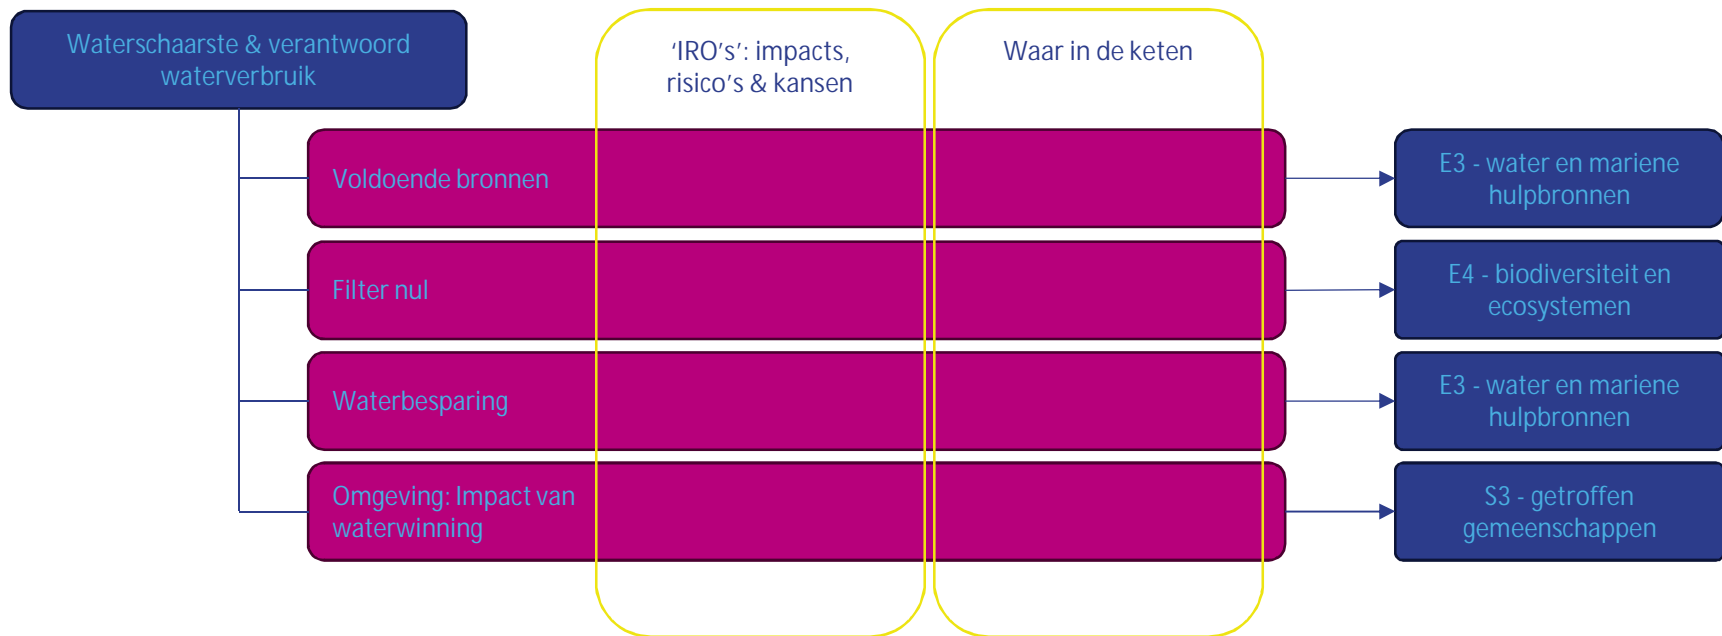 Waterschaarste & verantwoord
waterverbruik
‘IRO's’: impacts,
risico's & kansen
Waar in de keten
Voldoende bronnen
E3 - water en mariene
hulpbronnen
Filter nul
E4 - biodiversiteit en
ecosystemen
Waterbesparing
E3 - water en mariene
hulpbronnen
Omgeving: Impact van
waterwinning
S3 - getroffen
gemeenschappen